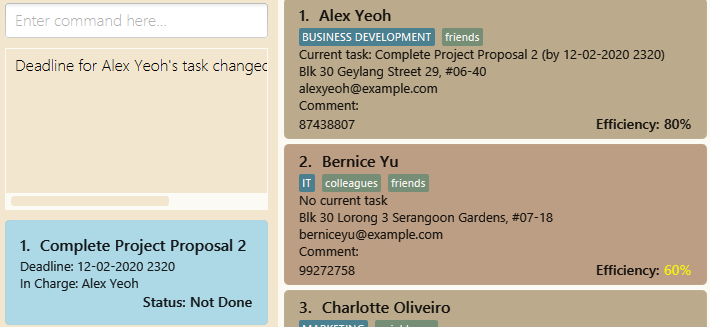 Enter command here...
Deadline for Alex Yeoh's task changed
1. Complete Project Proposal 2
Deadline: 12-02-2020 2320
In Charge: Alex Yeoh
Status: Not Done
1. Alex Yeoh
BUSINESS DEVELOPMENT friends
Current task: Complete Project Proposal 2 (by 12-02-2020 2320)
Blk 30 Geylang Street 29, #06-40
alexyeoh@example.com
Comment:
87438807
Efficiency: 80%
2. Bernice Yu
IT colleagues friends
No current task
Blk 30 Lorong 3 Serangoon Gardens, #07-18
berniceyu@example.com
Comment:
99272758
Efficiency: 60%
3. Charlotte Oliveiro
MARKETING